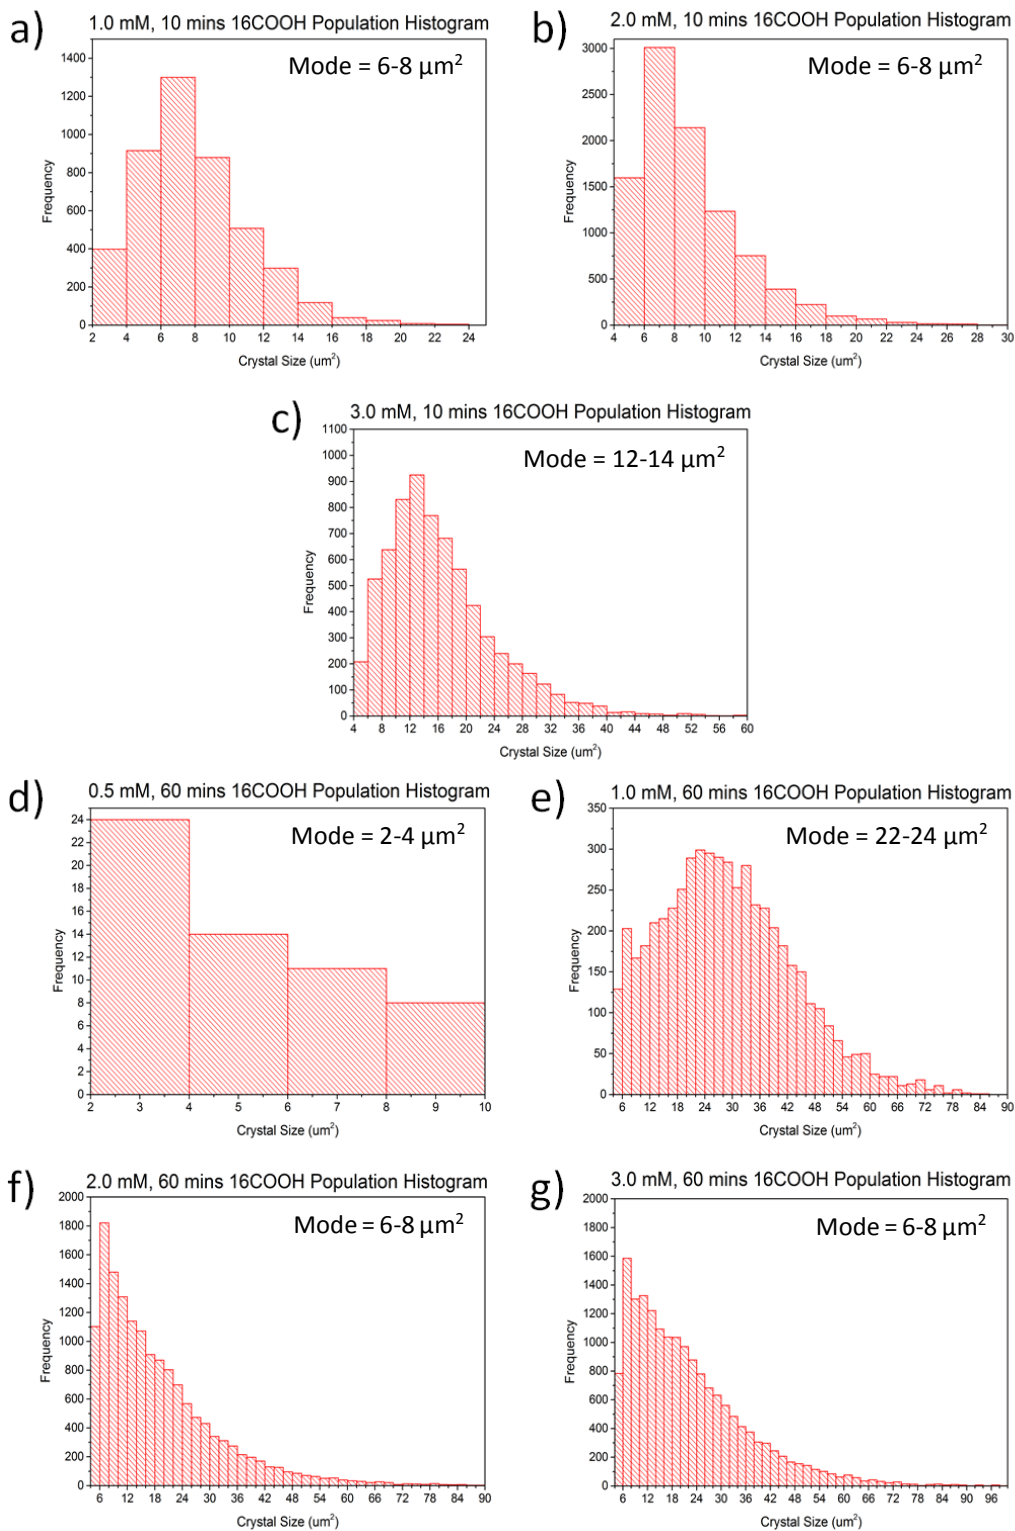 a)
1.0 mM, 10 mins 16COOH Population Histogram
Mode = 6-8 µm²
Frequency
0
200
400
600
800
1000
1200
1400
2 4 6 8 10 12 14 16 18 20 22 24
Crystal Size (um²)
b)
2.0 mM, 10 mins 16COOH Population Histogram
Mode = 6-8 µm²
Frequency
0
500
1000
1500
2000
2500
3000
4 6 8 10 12 14 16 18 20 22 24 26 28 30
Crystal Size (um²)
c)
3.0 mM, 10 mins 16COOH Population Histogram
Mode = 12-14 µm²
Frequency
0
100
200
300
400
500
600
700
800
900
1000
1100
4 8 12 16 20 24 28 32 36 40 44 48 52 56 60
Crystal Size (um²)
d)
0.5 mM, 60 mins 16COOH Population Histogram
Mode = 2-4 µm²
Frequency
0
2
4
6
8
10
12
14
16
18
20
22
24
2 3 4 5 6 7 8 9 10
Crystal Size (um²)
e)
1.0 mM, 60 mins 16COOH Population Histogram
Mode = 22-24 µm²
Frequency
0
50
100
150
200
250
300
350
6 12 18 24 30 36 42 48 54 60 66 72 78 84 90
Crystal Size (um²)
f)
2.0 mM, 60 mins 16COOH Population Histogram
Mode = 6-8 µm²
Frequency
0
200
400
600
800
1000
1200
1400
1600
1800
2000
6 12 18 24 30 36 42 48 54 60 66 72 78 84 90
Crystal Size (um²)
g)
3.0 mM, 60 mins 16COOH Population Histogram
Mode = 6-8 µm²
Frequency
0
200
400
600
800
1000
1200
1400
1600
1800
2000
6 12 18 24 30 36 42 48 54 60 66 72 78 84 90 96
Crystal Size (um²)